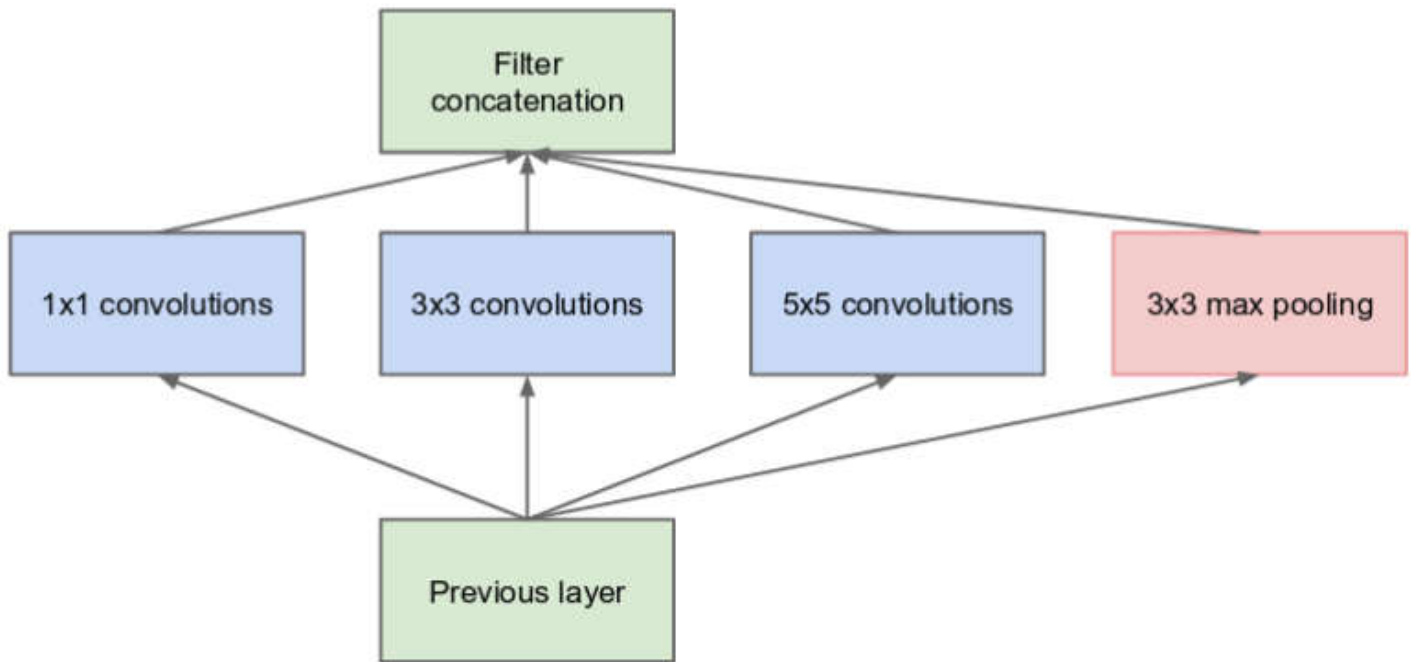 Filter
concatenation
1x1 convolutions
3x3 convolutions
5x5 convolutions
3x3 max pooling
Previous layer